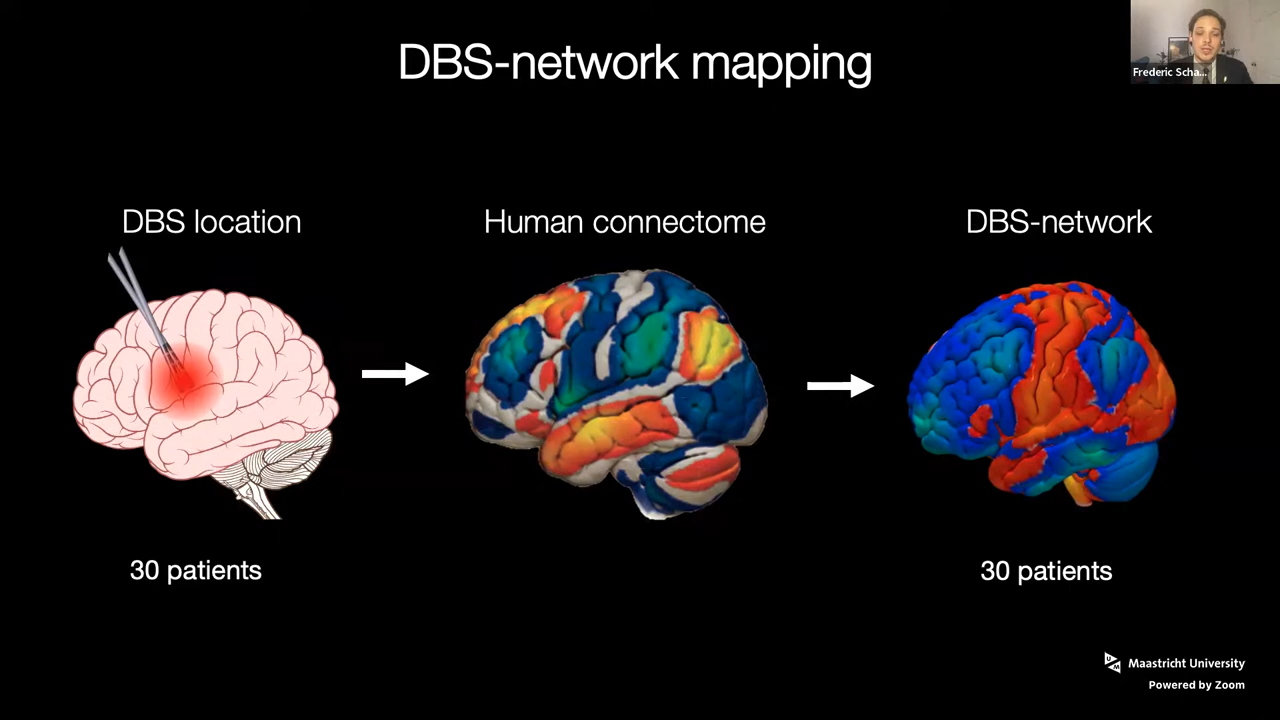 DBS-network mapping
Frederic Scha...
DBS location
Human connectome
DBS-network
30 patients
30 patients
Maastricht University
Powered by Zoom